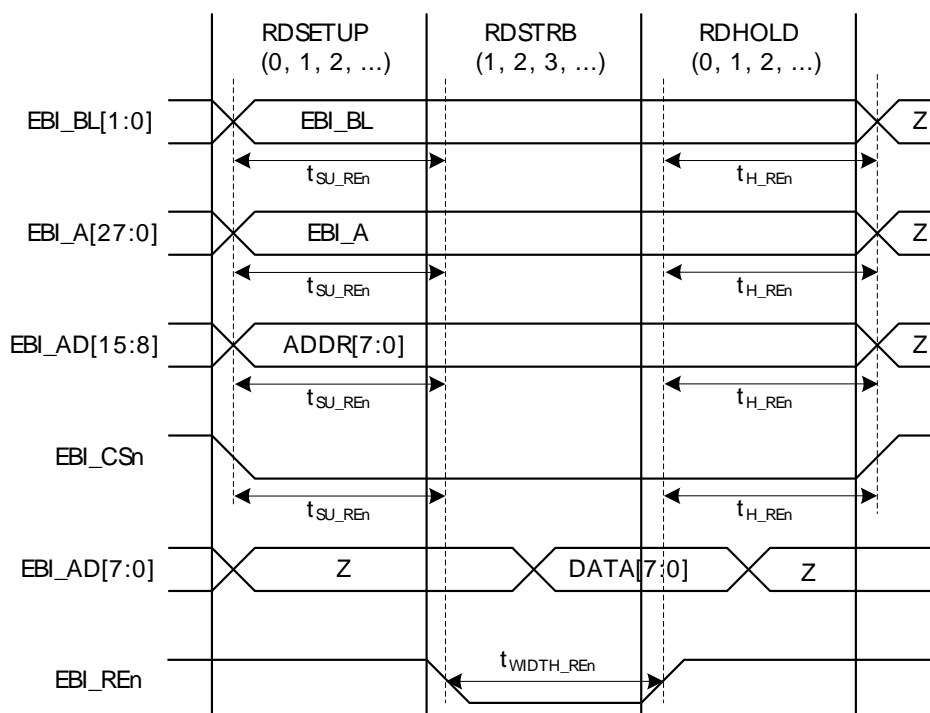 RDSETUP
(0, 1, 2, ...)
RDSTRB
(1, 2, 3, ...)
RDHOLD
(0, 1, 2, ...)
EBI_BL[1:0]
EBI_BL
Z
tSU_REn
tH_REn
EBI_A[27:0]
EBI_A
Z
tSU_REn
tH_REn
EBI_AD[15:8]
ADDR[7:0]
Z
tSU_REn
tH_REn
EBI_CSn
tSU_REn
tH_REn
EBI_AD[7:0]
Z
DATA[7:0]
Z
EBI_REn
tWIDTH_REn